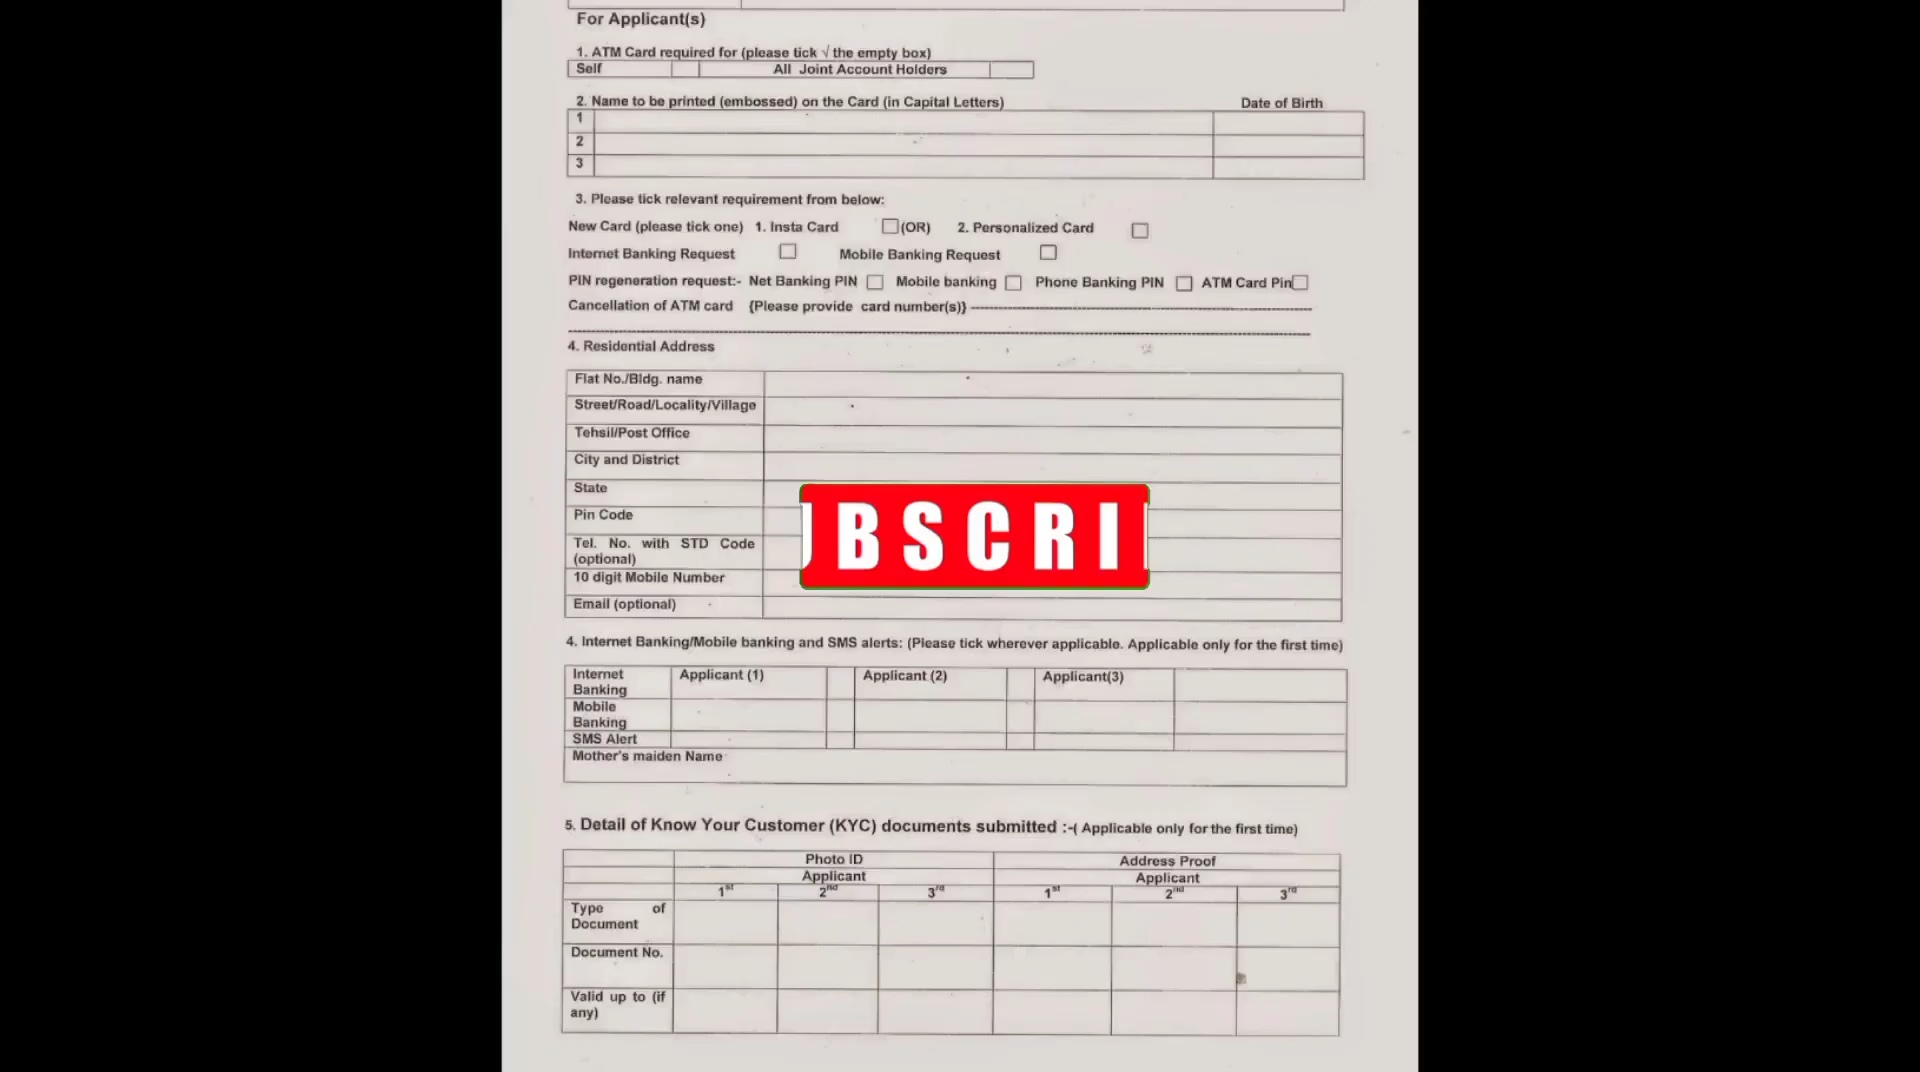 For Applicant(s)
1. ATM Card required for (please tick √ the empty box)
Self All Joint Account Holders
2. Name to be printed (embossed) on the Card (in Capital Letters) Date of Birth
1
2
3
3. Please tick relevant requirement from below:
New Card (please tick one) 1. Insta Card (OR) 2. Personalized Card
Internet Banking Request Mobile Banking Request
PIN regeneration request:- Net Banking PIN Mobile banking Phone Banking PIN ATM Card Pin
Cancellation of ATM card {Please provide card number(s)}
4. Residential Address
Flat No./Bldg. name
Street/Road/Locality/Village
Tehsil/Post Office
City and District
State
Pin Code
BSCRI
Tel. No. with STD Code
(optional)
10 digit Mobile Number
Email (optional)
4. Internet Banking/Mobile banking and SMS alerts: (Please tick wherever applicable. Applicable only for the first time)
Internet Banking Applicant (1) Applicant (2) Applicant(3)
Mobile Banking
SMS Alert
Mother's maiden Name
5. Detail of Know Your Customer (KYC) documents submitted :-( Applicable only for the first time)
Photo ID Address Proof
Applicant Applicant
1st 2nd 3rd 1st 2nd 3rd
Type of Document
Document No.
Valid up to (if any)